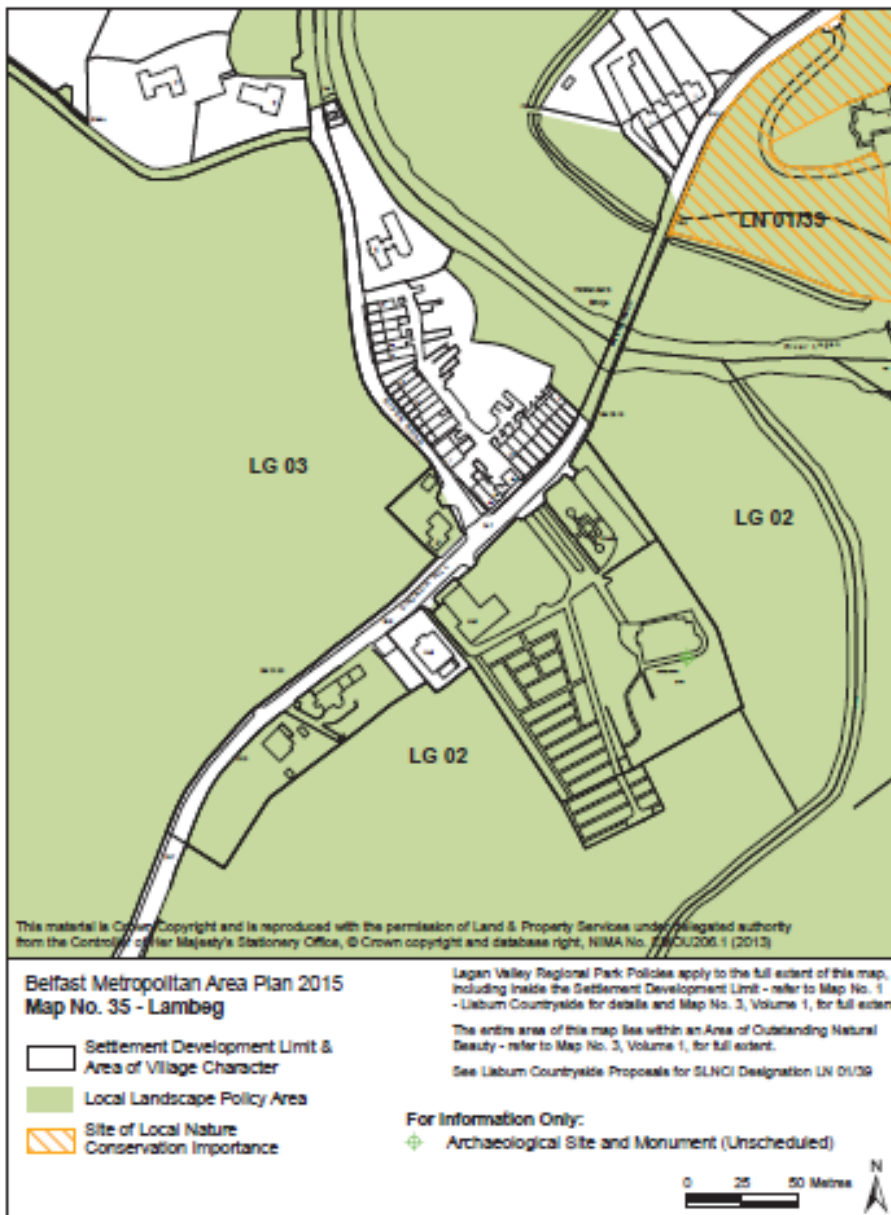 LN 01/39
River Lagan
LG 03
LG 02
LG 02
This material is Crown Copyright and is reproduced with the permission of Land & Property Services under delegated authority
from the Controller of Her Majesty's Stationery Office, © Crown copyright and database right, NIMA No. 206.1 (2013)
Belfast Metropolitan Area Plan 2015
Map No. 35 - Lambeg
Settlement Development Limit &
Area of Village Character
Local Landscape Policy Area
Site of Local Nature
Conservation Importance
Lagan Valley Regional Park Policies apply to the full extent of this map,
including inside the Settlement Development Limit - refer to Map No. 1
- Lisburn Countryside for details and Map No. 3, Volume 1, for full exten
The entire area of this map lies within an Area of Outstanding Natural
Beauty - refer to Map No. 3, Volume 1, for full extent.
See Lisburn Countryside Proposals for SLNCI Designation LN 01/39
For Information Only:
Archaeological Site and Monument (Unscheduled)
0 25 50 Metres
N